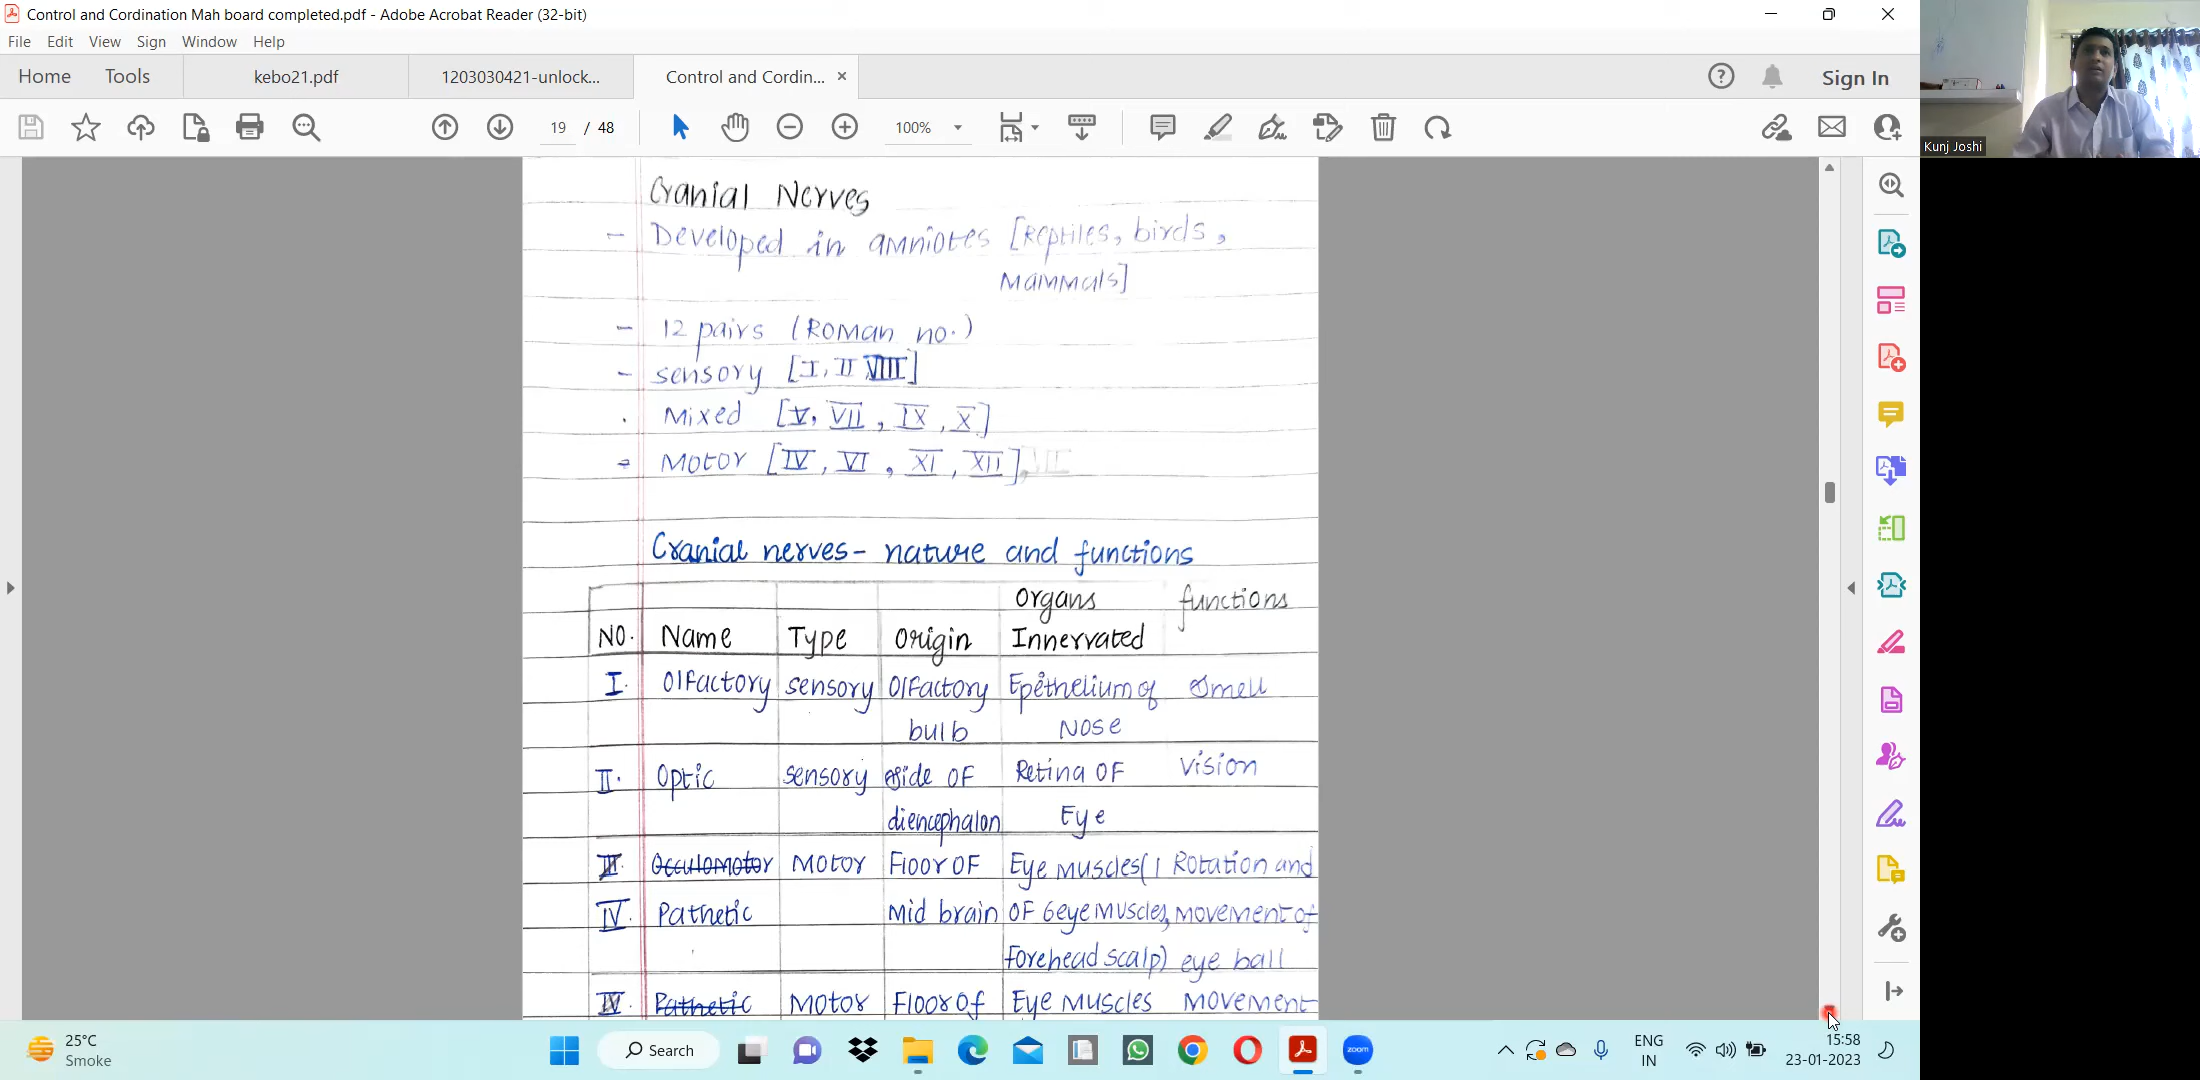 Control and Cordination Mah board completed.pdf - Adobe Acrobat Reader (32-bit)
File Edit View Sign Window Help
Home Tools kebo21.pdf 1203030421-unlock... Control and Cordin... × Sign In
19 / 48 100%
Kunj Joshi
Cranial Nerves
- Developed in amniotes [Reptiles, birds,
Mammals]
- 12 pairs (Roman no.)
- sensory [I, II VIII]
. Mixed [V, VII, IX, X]
- Motor [IV, VI, XI, XII],
Cranial nerves- nature and functions
Organs functions
NO. Name Type Origin Innervated
I. Olfactory sensory Olfactory Epethelium of Smell
bulb Nose
II. Optic sensory side of Retina of Vision
diencephalon Eye
III. Occulomotor Motor Floor of Eye muscles(1 Rotation and
IV. Pathetic Mid brain of 6eye muscles, movement of
forehead scalp) eye ball
IV. Pathetic Motor Floor of Eye muscles movement
25°C
Smoke
Search
zoom
ENG
IN
15:58
23-01-2023